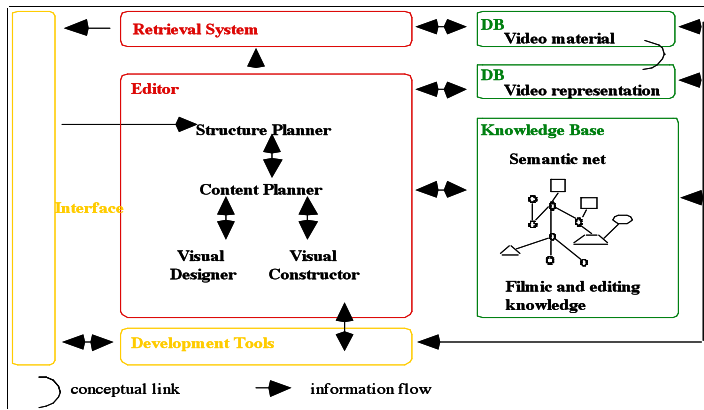 Retrieval System
DB
Video material
DB
Video representation
Editor
Structure Planner
Content Planner
Visual
Designer
Visual
Constructor
Interface
Knowledge Base
Semantic net
Filmic and editing
knowledge
Development Tools
conceptual link
information flow